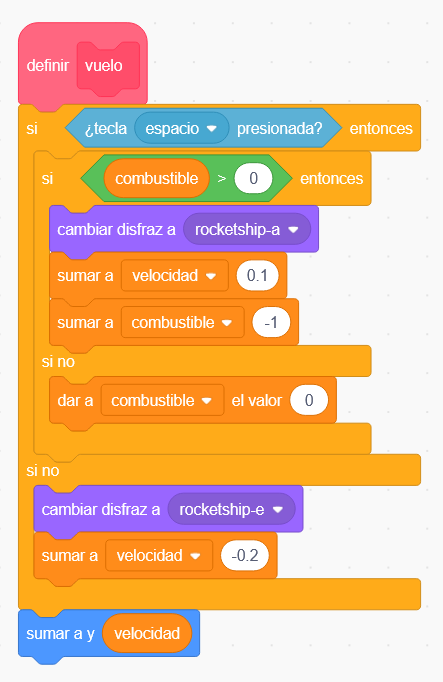 definir vuelo
si ¿tecla espacio presionada? entonces
si combustible > 0 entonces
cambiar disfraz a rocketship-a
sumar a velocidad 0.1
sumar a combustible -1
si no
dar a combustible el valor 0
si no
cambiar disfraz a rocketship-e
sumar a velocidad -0.2
sumar a y velocidad